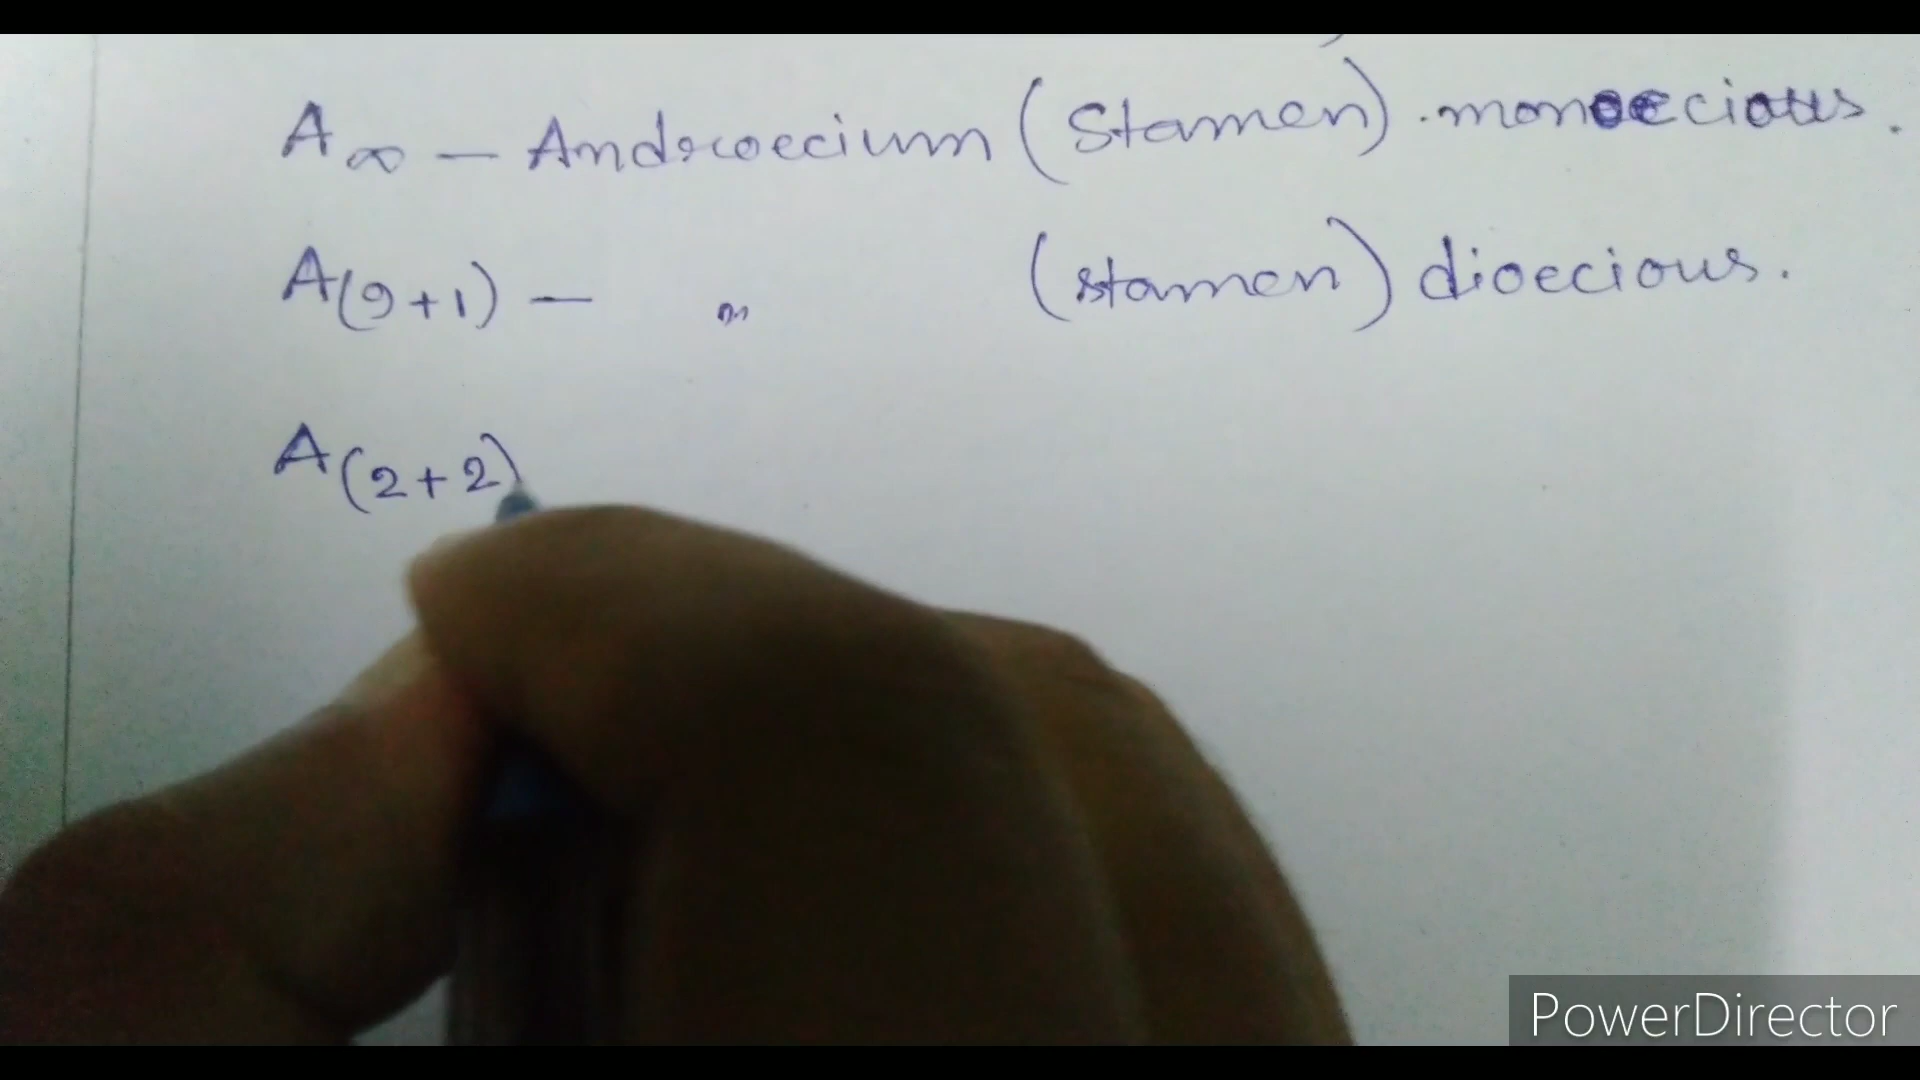 A∞ – Androecium (Stamen) . monoecious.
A(9+1) – " (stamen) dioecious.
A(2+2)
PowerDirector